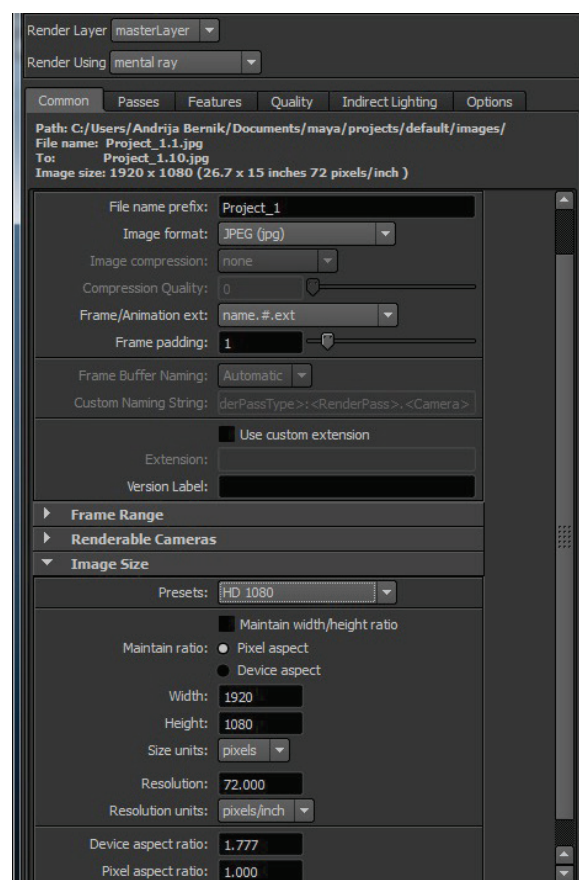 Render Layer masterLayer
Render Using mental ray
Common Passes Features Quality Indirect Lighting Options
Path: C:/Users/Andrija Bernik/Documents/maya/projects/default/images/
File name: Project_1.1.jpg
To: Project_1.10.jpg
Image size: 1920 x 1080 (26.7 x 15 inches 72 pixels/inch )
File name prefix: Project_1
Image format: JPEG (jpg)
Image compression: none
Compression Quality: 0
Frame/Animation ext: name.#.ext
Frame padding: 1
Frame Buffer Naming: Automatic
Custom Naming String: derPassType>:<RenderPass>.<Camera>
Use custom extension
Extension:
Version Label:
Frame Range
Renderable Cameras
Image Size
Presets: HD 1080
Maintain width/height ratio
Maintain ratio: Pixel aspect
Device aspect
Width: 1920
Height: 1080
Size units: pixels
Resolution: 72.000
Resolution units: pixels/inch
Device aspect ratio: 1.777
Pixel aspect ratio: 1.000